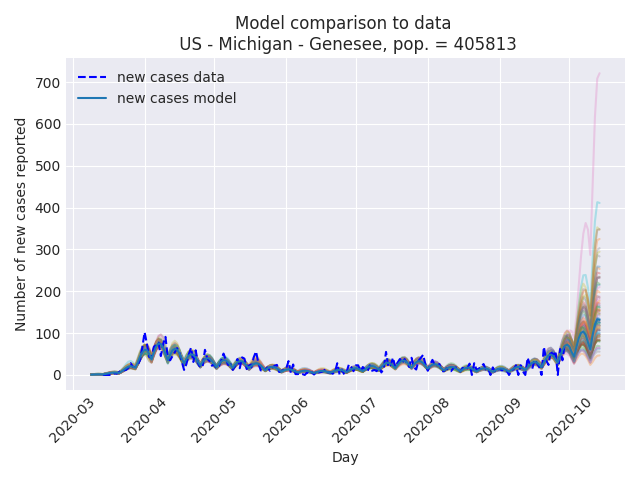 Model comparison to data
US - Michigan - Genesee, pop. = 405813
new cases data
new cases model
Number of new cases reported
700
600
500
400
300
200
100
0
2020-03
2020-04
2020-05
2020-06
2020-07
2020-08
2020-09
2020-10
Day